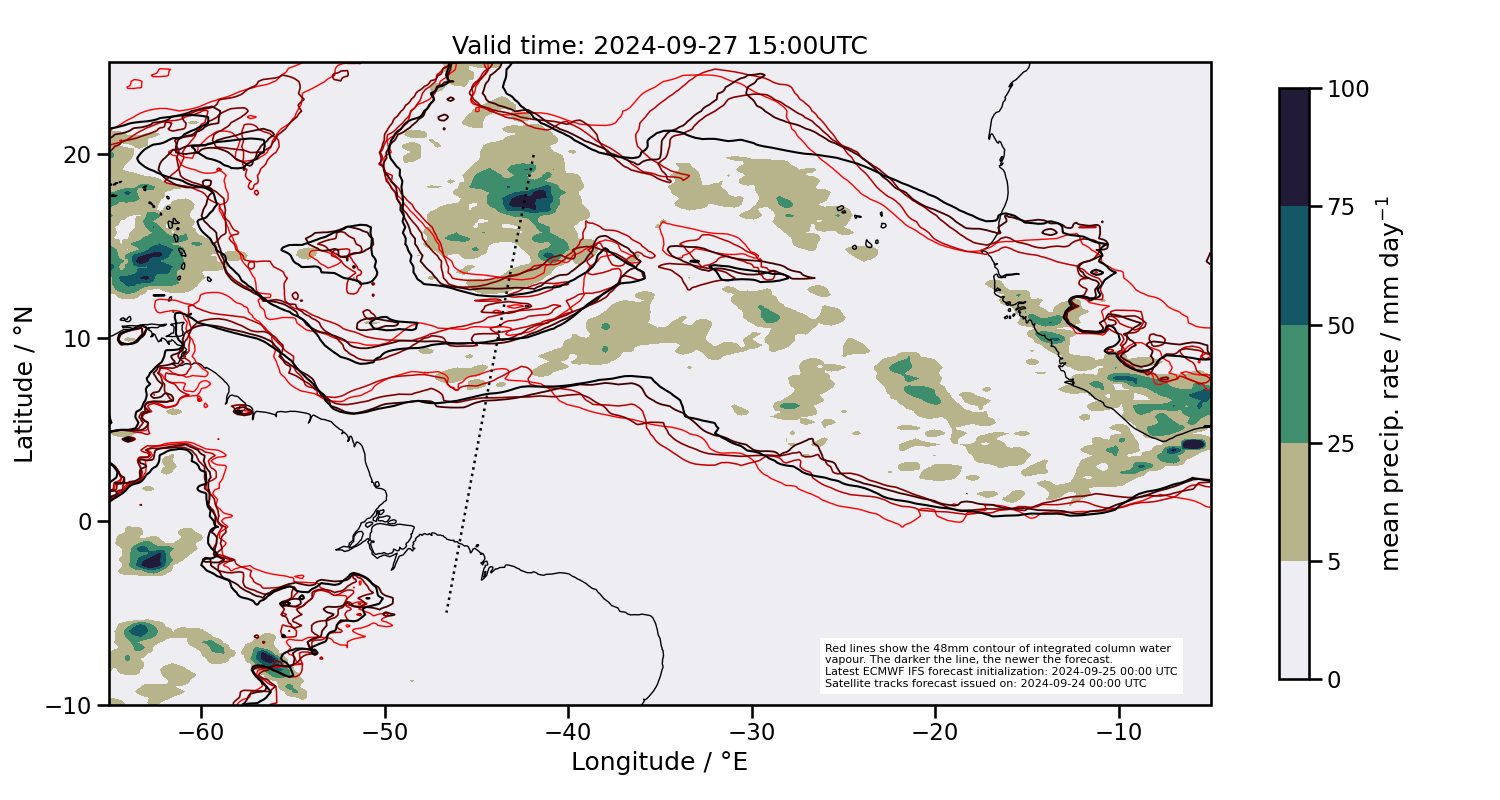 Valid time: 2024-09-27 15:00UTC
Latitude / °N
20
10
0
−10
−60
−50
−40
−30
−20
−10
Longitude / °E
Red lines show the 48mm contour of integrated column water
vapour. The darker the line, the newer the forecast.
Latest ECMWF IFS forecast initialization: 2024-09-25 00:00 UTC
Satellite tracks forecast issued on: 2024-09-24 00:00 UTC
100
75
50
25
5
0
mean precip. rate / mm day⁻¹